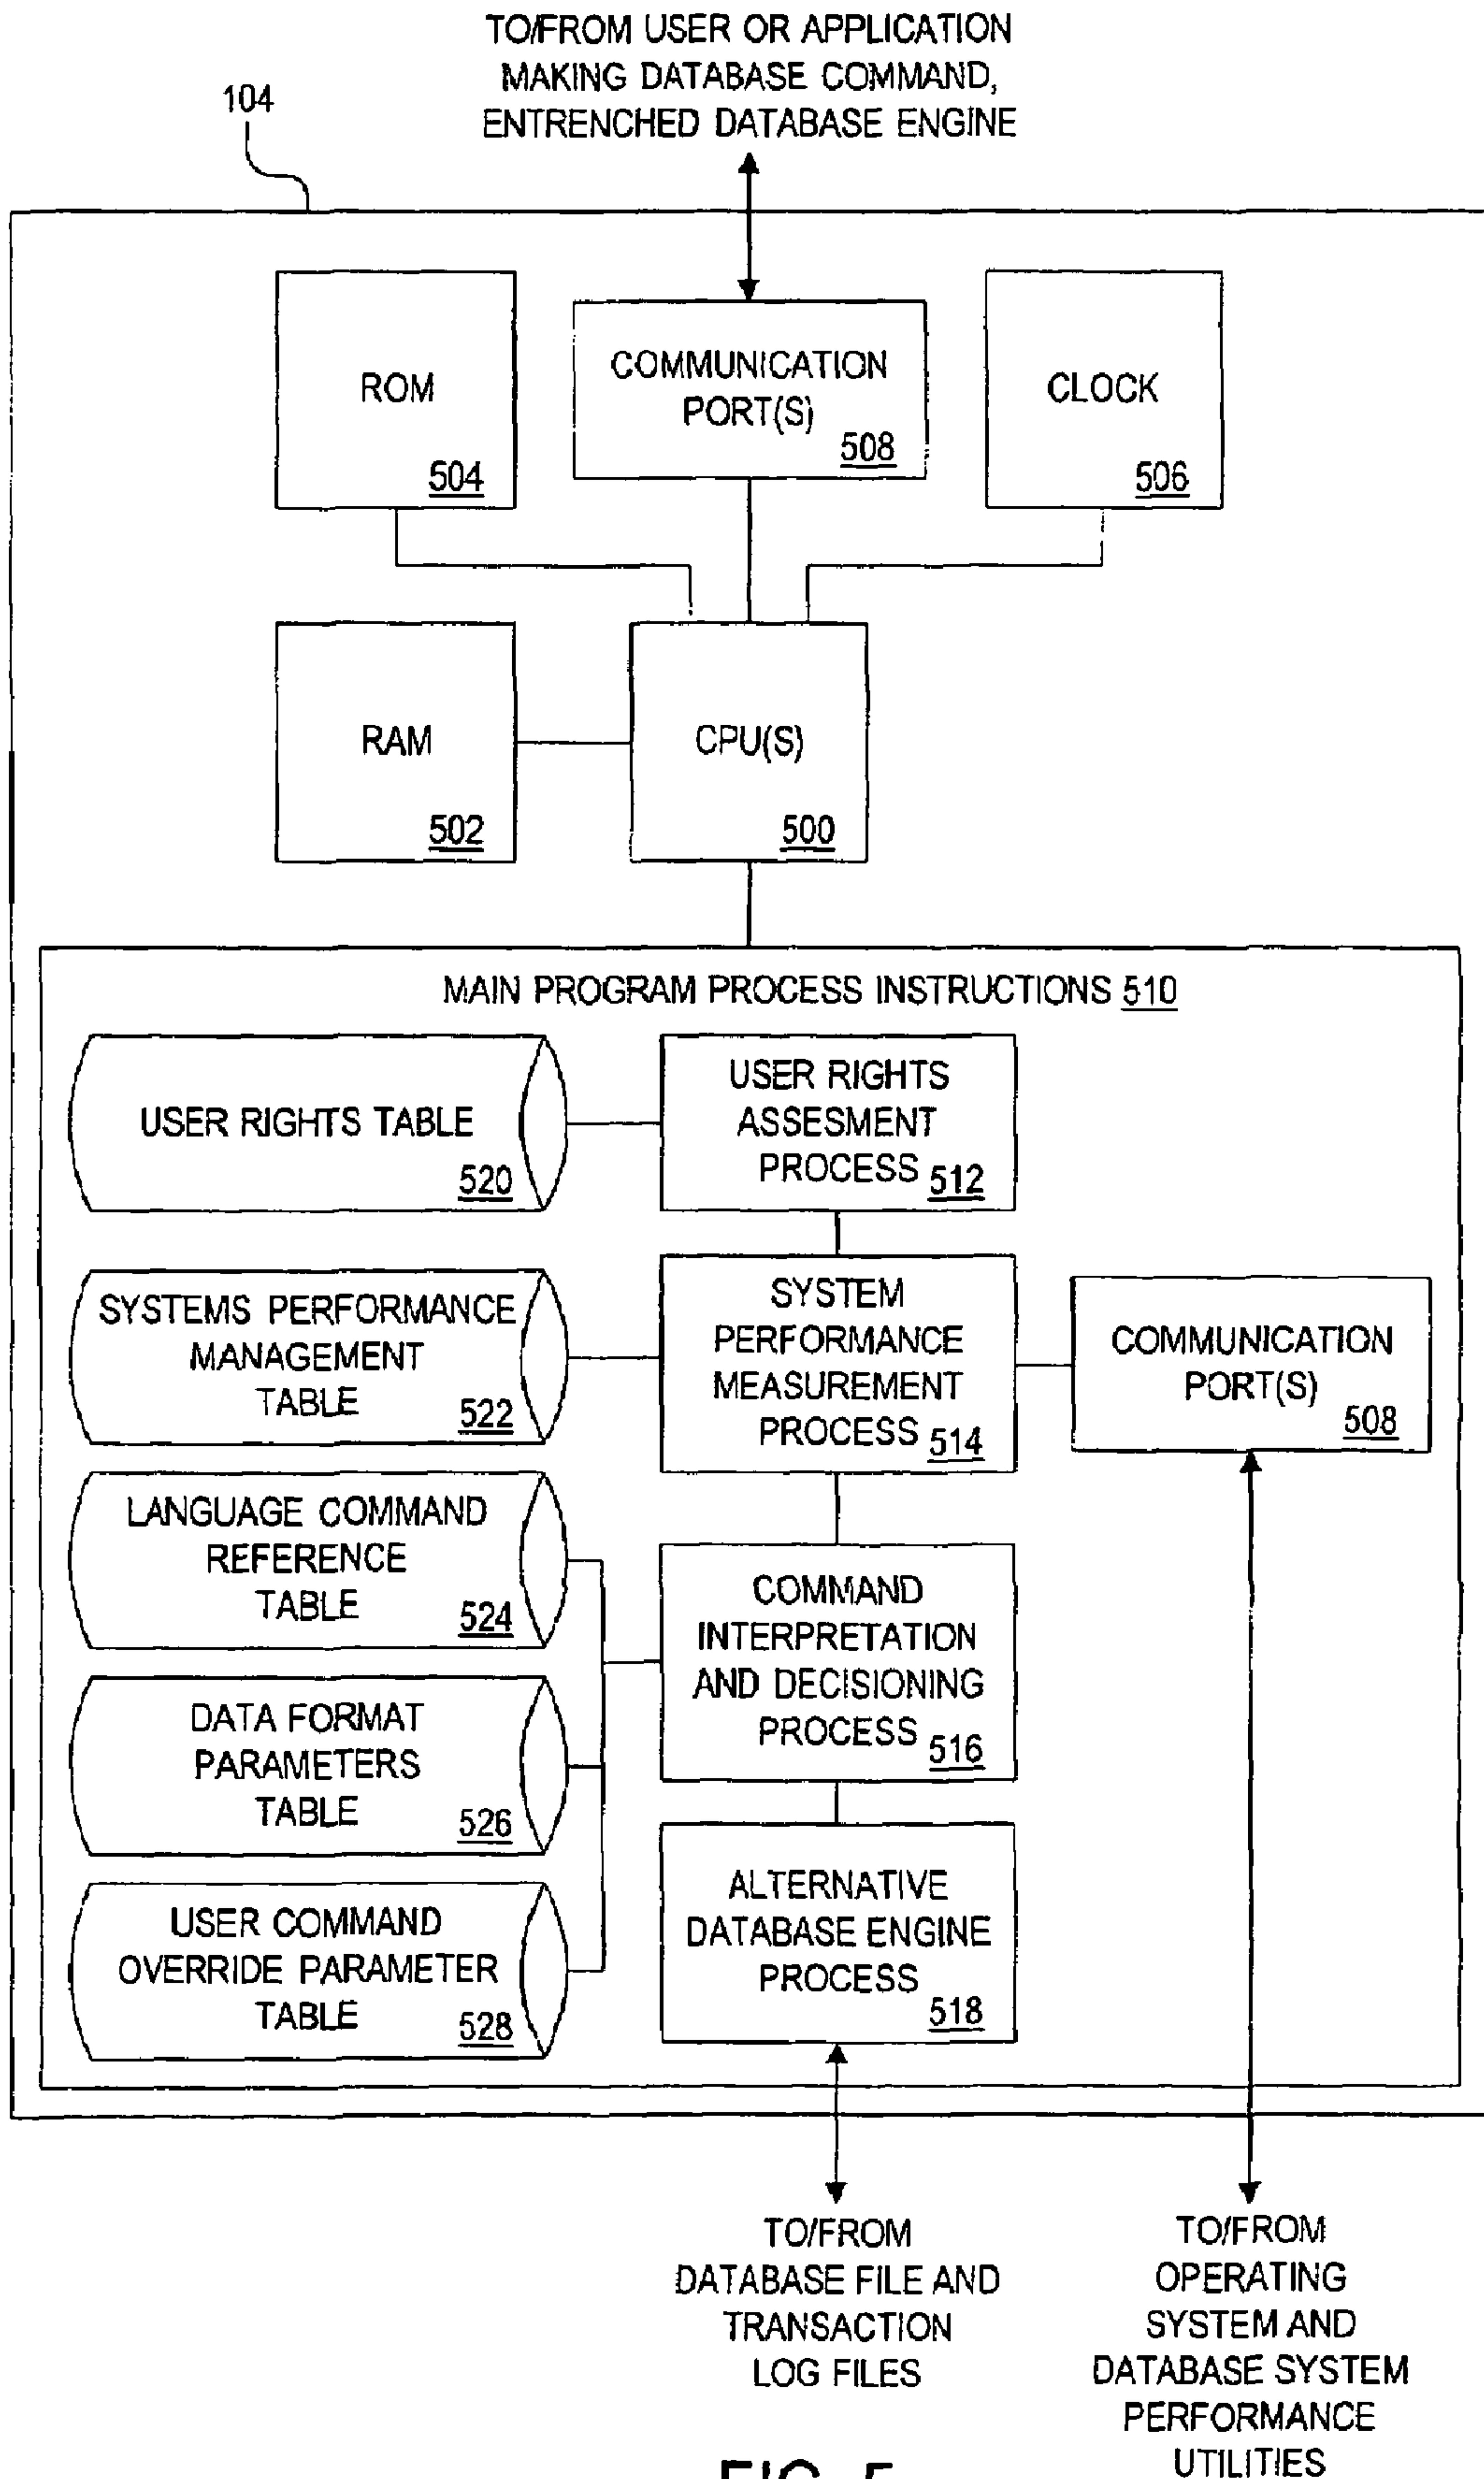 TO/FROM USER OR APPLICATION
MAKING DATABASE COMMAND,
ENTRENCHED DATABASE ENGINE
104
ROM
504
COMMUNICATION
PORT(S)
508
CLOCK
506
RAM
502
CPU(S)
500
MAIN PROGRAM PROCESS INSTRUCTIONS 510
USER RIGHTS TABLE
520
USER RIGHTS
ASSESMENT
PROCESS 512
SYSTEMS PERFORMANCE
MANAGEMENT
TABLE
522
SYSTEM
PERFORMANCE
MEASUREMENT
PROCESS 514
COMMUNICATION
PORT(S)
508
LANGUAGE COMMAND
REFERENCE
TABLE
524
COMMAND
INTERPRETATION
AND DECISIONING
PROCESS 516
DATA FORMAT
PARAMETERS
TABLE
526
ALTERNATIVE
DATABASE ENGINE
PROCESS
518
USER COMMAND
OVERRIDE PARAMETER
TABLE
528
TO/FROM
DATABASE FILE AND
TRANSACTION
LOG FILES
TO/FROM
OPERATING
SYSTEM AND
DATABASE SYSTEM
PERFORMANCE
UTILITIES
FIG. 5